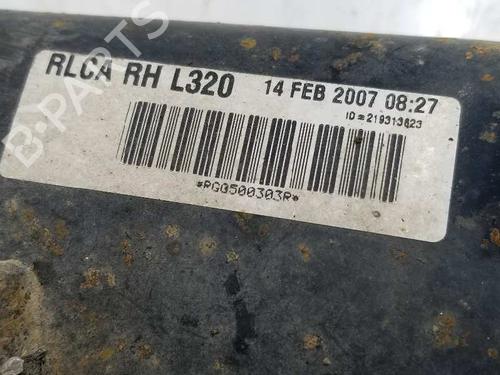 RLCA RH L320 14 FEB 2007 08:27
ID=219313623
*RGG500303R*
B-PARTS